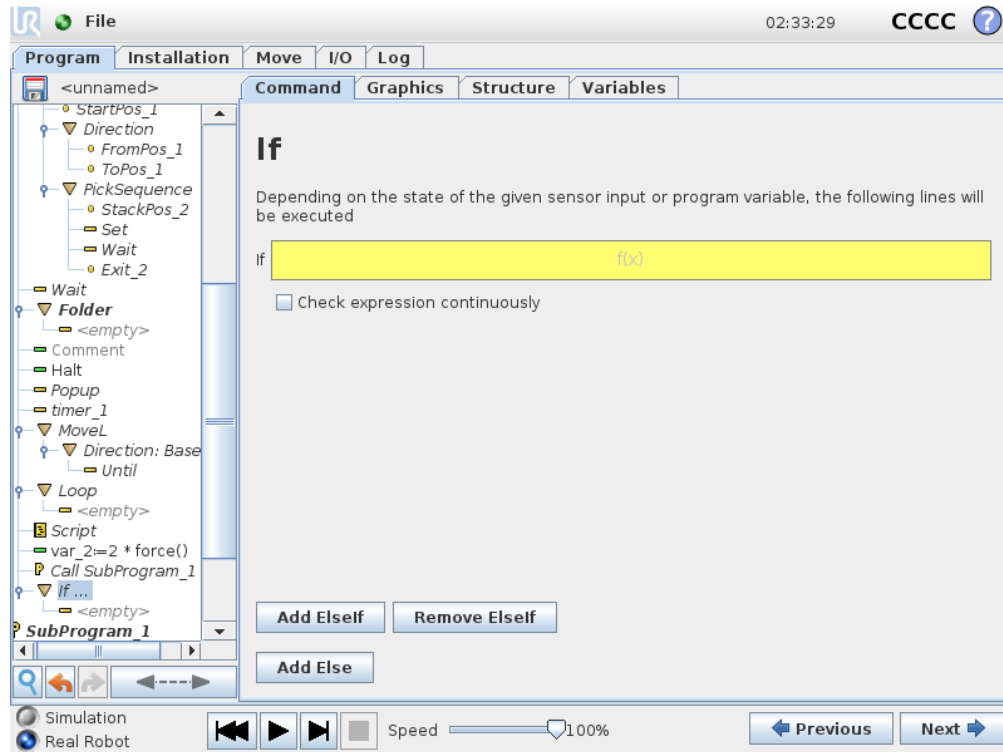 UR File 02:33:29 CCCC ?
Program Installation Move I/O Log
<unnamed>
Command Graphics Structure Variables
StartPos_1
Direction
FromPos_1
ToPos_1
PickSequence
StackPos_2
Set
Wait
Exit_2
Wait
Folder
<empty>
Comment
Halt
Popup
timer_1
MoveL
Direction: Base
Until
Loop
<empty>
Script
var_2:=2 * force()
Call SubProgram_1
If ...
<empty>
SubProgram_1
If
Depending on the state of the given sensor input or program variable, the following lines will
be executed
If f(x)
Check expression continuously
Add ElseIf Remove ElseIf
Add Else
Simulation
Real Robot
Speed 100%
Previous Next